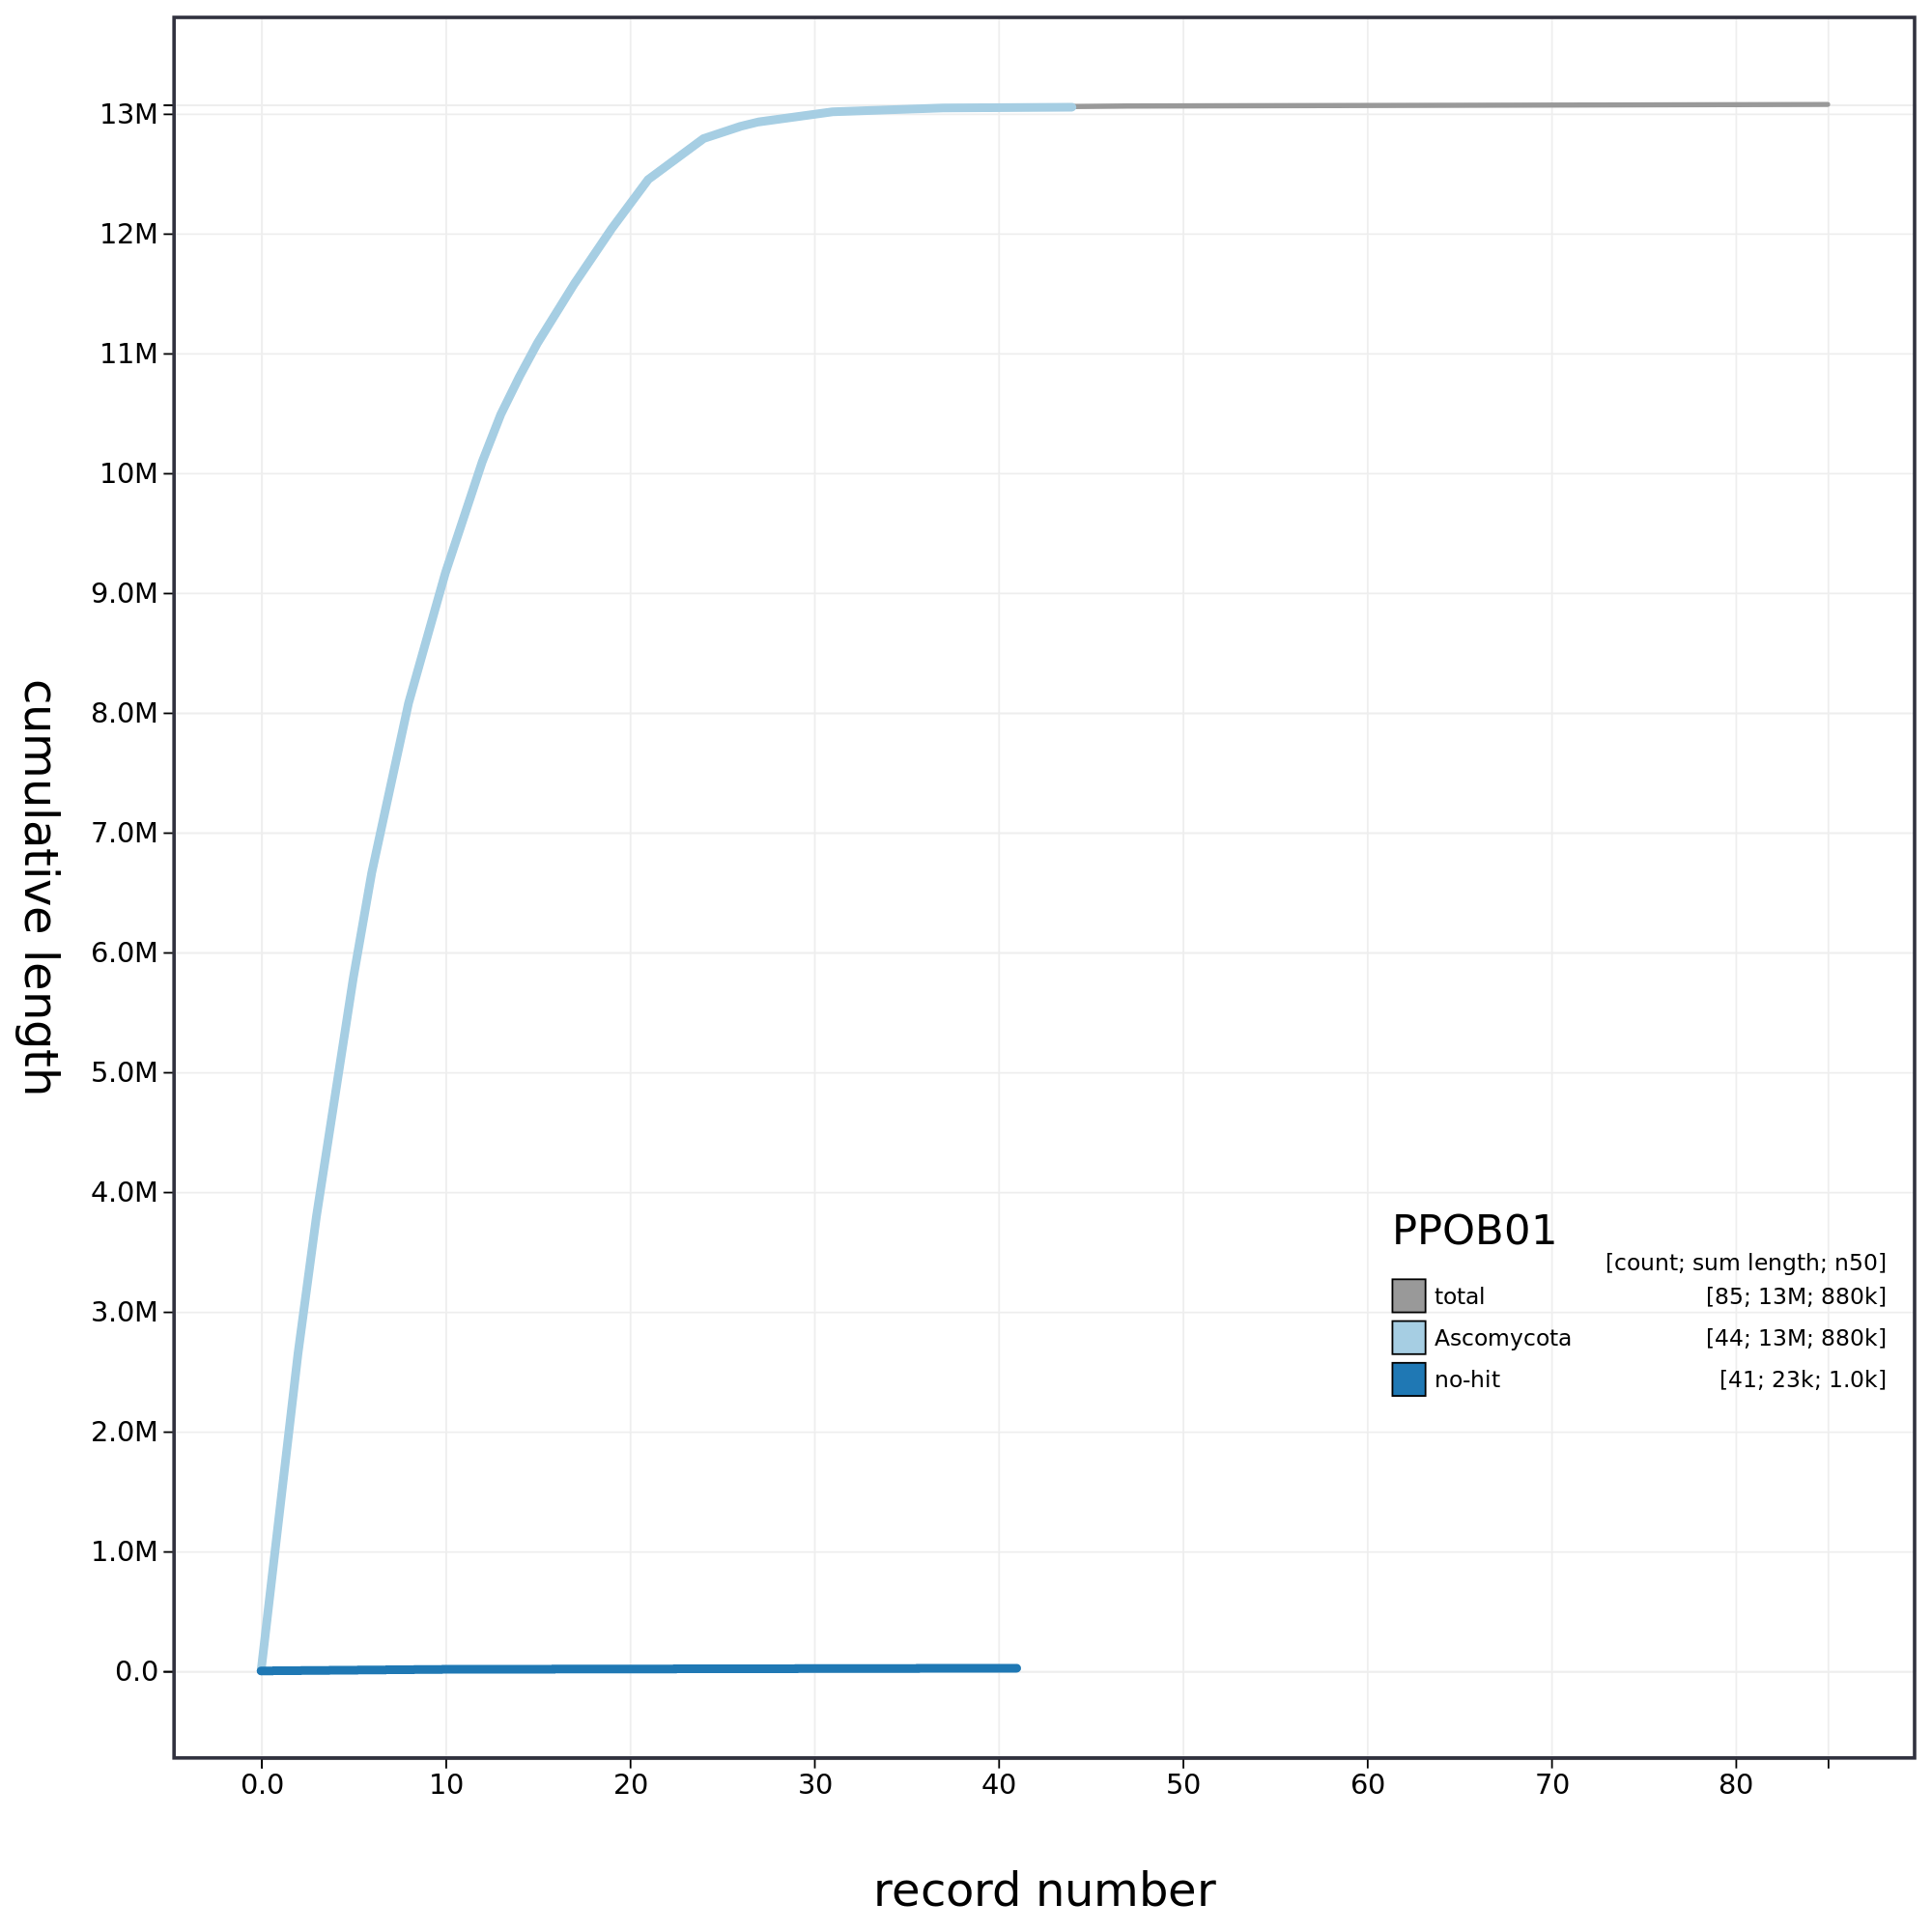 13M
12M
11M
10M
9.0M
8.0M
7.0M
6.0M
5.0M
4.0M
3.0M
2.0M
1.0M
0.0
cumulative length
PPOB01
[count; sum length; n50]
total [85; 13M; 880k]
Ascomycota [44; 13M; 880k]
no-hit [41; 23k; 1.0k]
0.0 10 20 30 40 50 60 70 80
record number